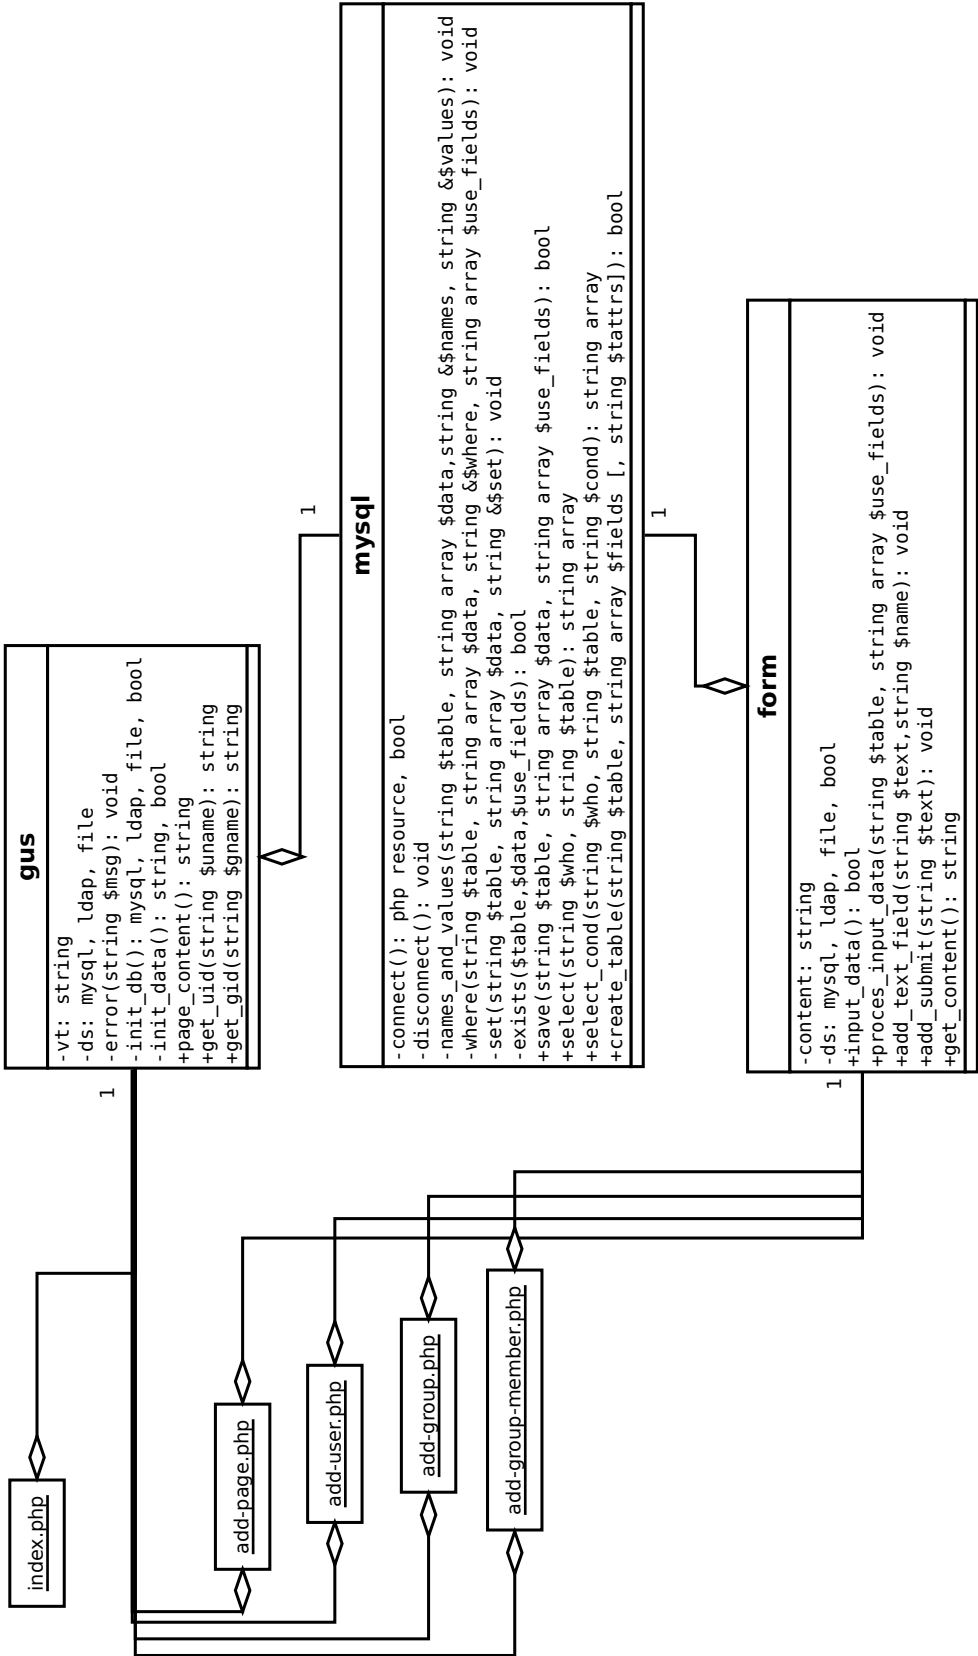 gus
-vt: string
-ds: mysql, ldap, file
-error(string $msg): void
-init_db(): mysql, ldap, file, bool
-init_data(): string, bool
+page_content(): string
+get_uid(string $uname): string
+get_gid(string $gname): string
1
1
mysql
-connect(): php resource, bool
-disconnect(): void
-names_and_values(string $table, string array $data,string &$names, string &$values): void
-where(string $table, string array $data, string &$where, string array $use_fields): void
-set(string $table, string array $data, string &$set): void
-exists($table,$data,$use_fields): bool
+save(string $table, string array $data, string array $use_fields): bool
+select(string $who, string $table): string array
+select_cond(string $who, string $table, string $cond): string array
+create_table(string $table, string array $fields [, string $tattrs]): bool
1
form
-content: string
-ds: mysql, ldap, file, bool
+input_data(): bool
+proces_input_data(string $table, string array $use_fields): void
+add_text_field(string $text,string $name): void
+add_submit(string $text): void
+get_content(): string
1
index.php
add-page.php
add-user.php
add-group.php
add-group-member.php